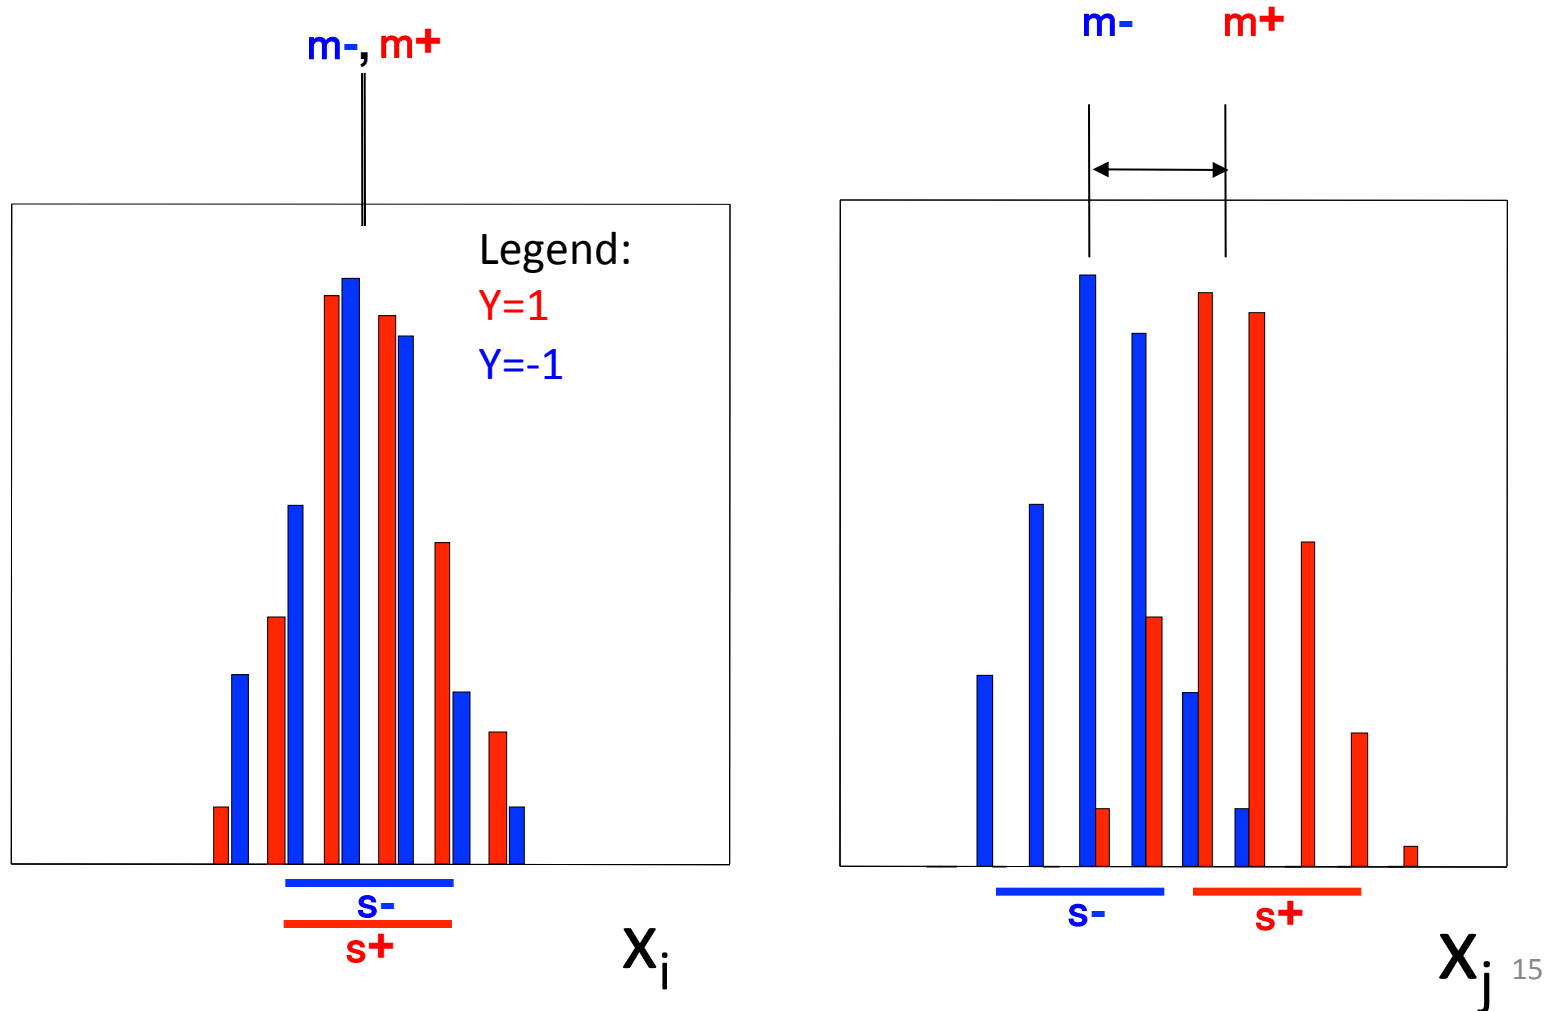 m-, m+
Legend:
Y=1
Y=-1
s-
s+
Xi
m- m+
s- s+
Xj
15